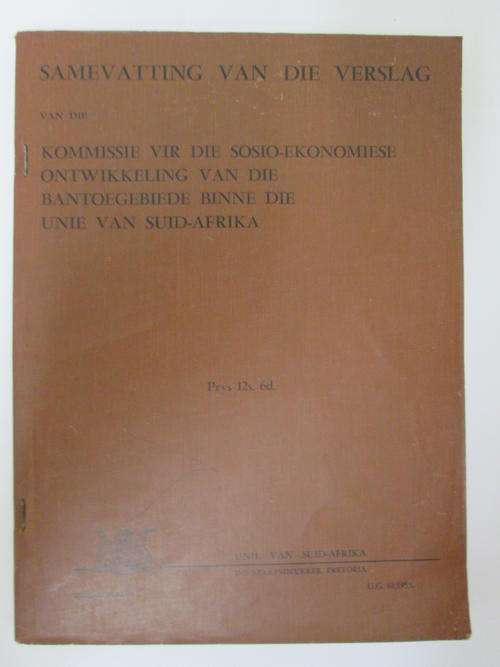 SAMEVATTING VAN DIE VERSLAG
VAN DIE
KOMMISSIE VIR DIE SOSIO-EKONOMIESE
ONTWIKKELING VAN DIE
BANTOEGEBIEDE BINNE DIE
UNIE VAN SUID-AFRIKA
Prys 12s. 6d.
UNIE VAN SUID-AFRIKA
DIE STAATSDRUKKER, PRETORIA.
U.G.